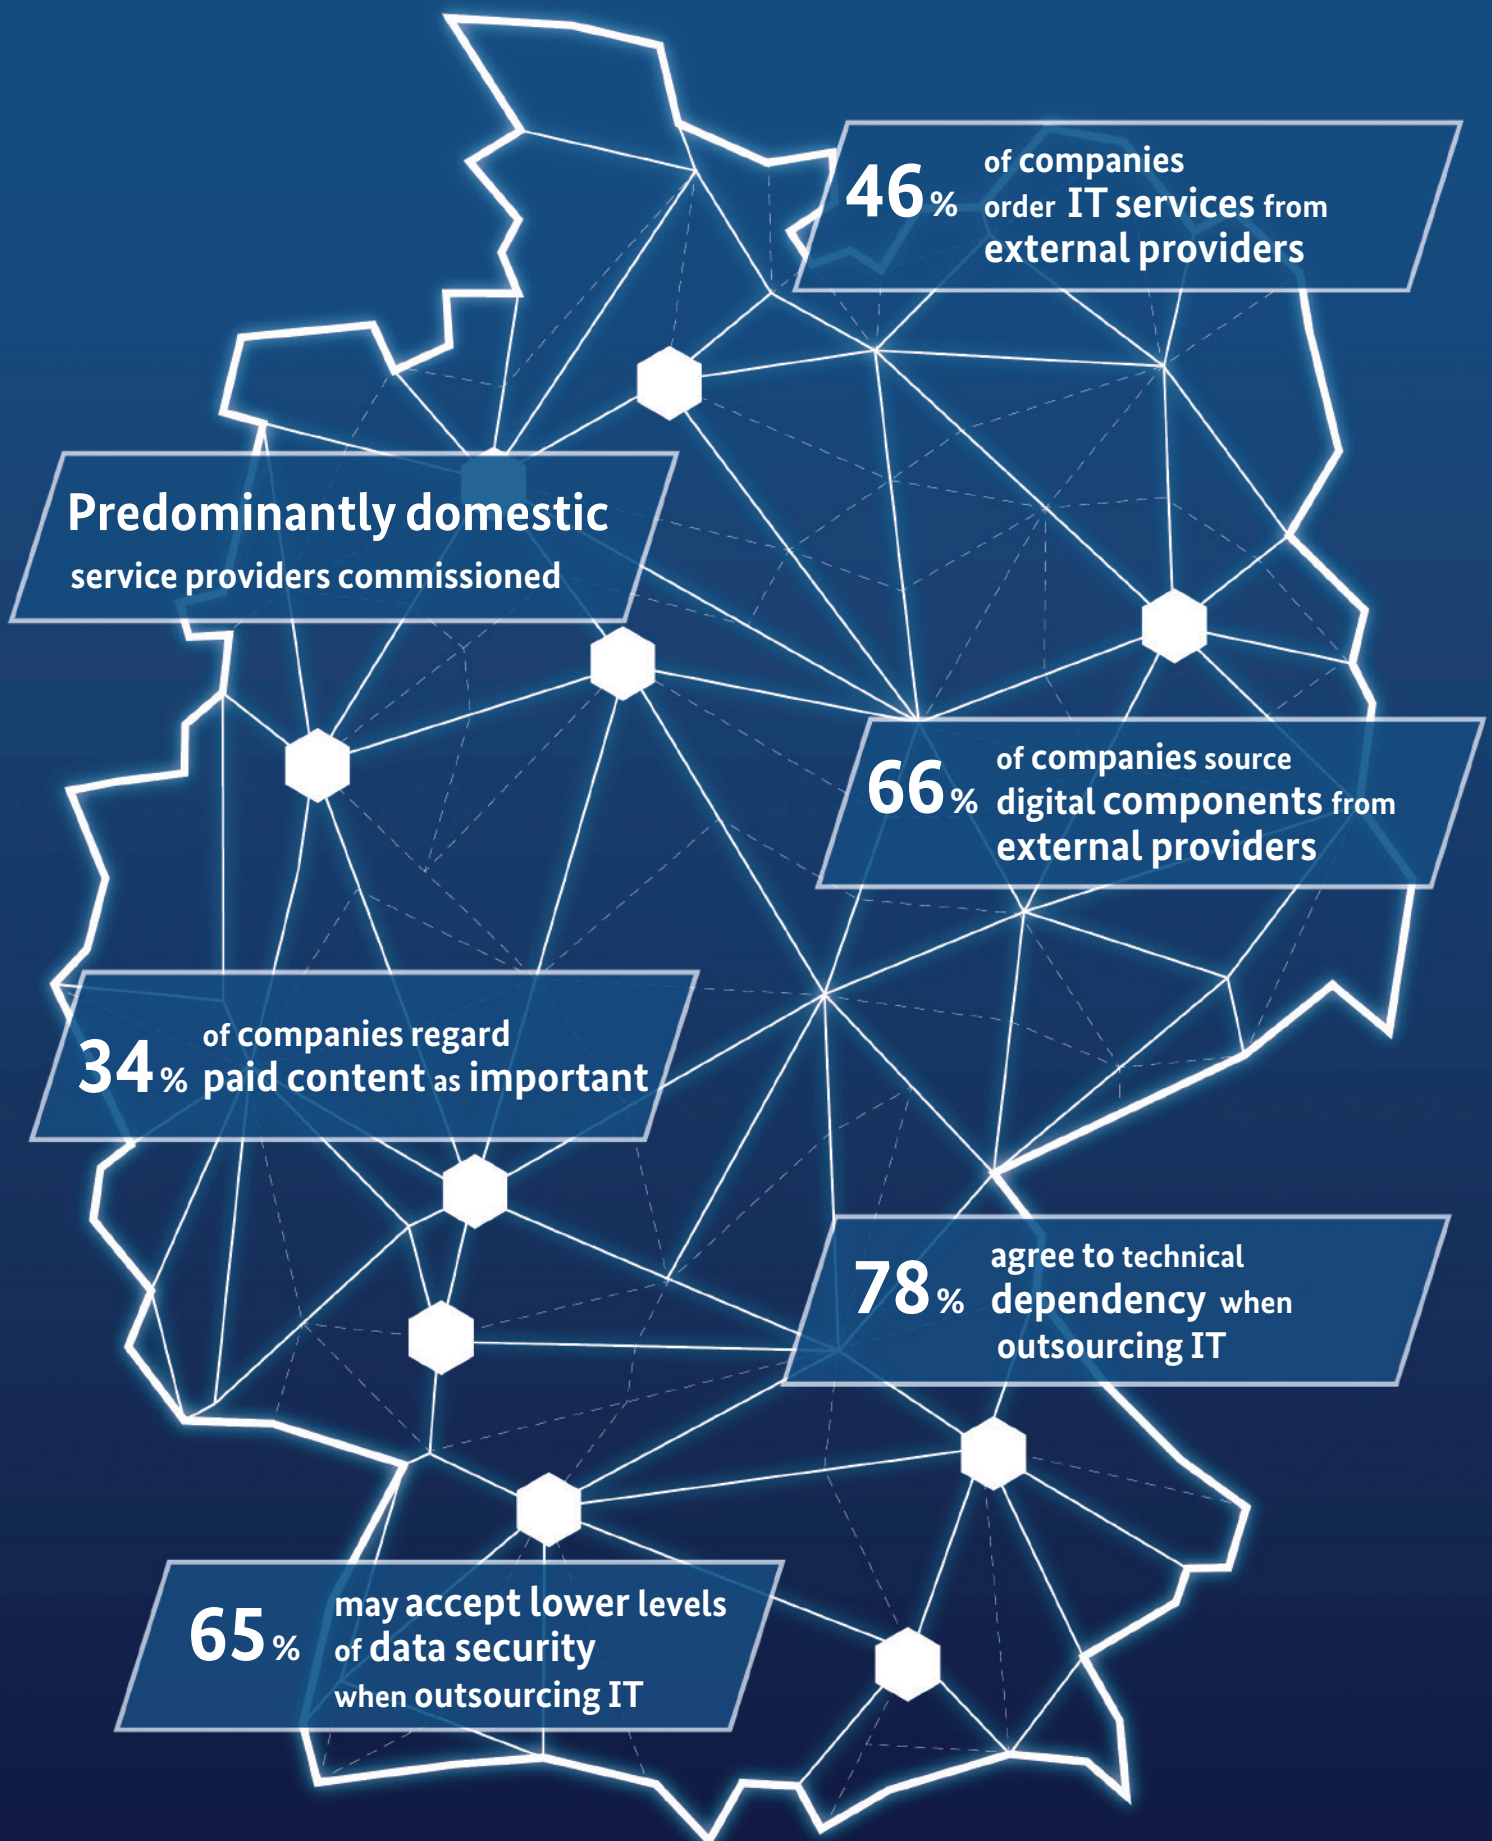 46% of companies
order IT services from
external providers
Predominantly domestic
service providers commissioned
66% of companies source
digital components from
external providers
34% of companies regard
paid content as important
78% agree to technical
dependency when
outsourcing IT
65% may accept lower levels
of data security
when outsourcing IT